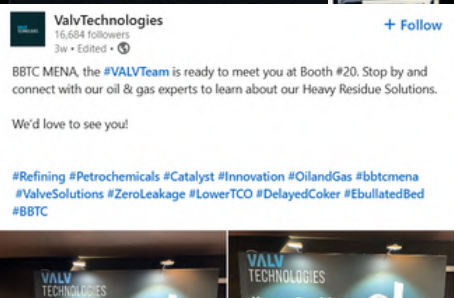 ValvTechnologies
+ Follow
16,684 followers
3w • Edited •
BBTC MENA, the #VALVTeam is ready to meet you at Booth #20. Stop by and
connect with our oil & gas experts to learn about our Heavy Residue Solutions.
We'd love to see you!
#Refining #Petrochemicals #Catalyst #Innovation #OilandGas #bbtcmena
#ValveSolutions #ZeroLeakage #LowerTCO #DelayedCoker #EbullatedBed
#BBTC
VALV
TECHNOLOGIES
VALV
TECHNOLOGIES